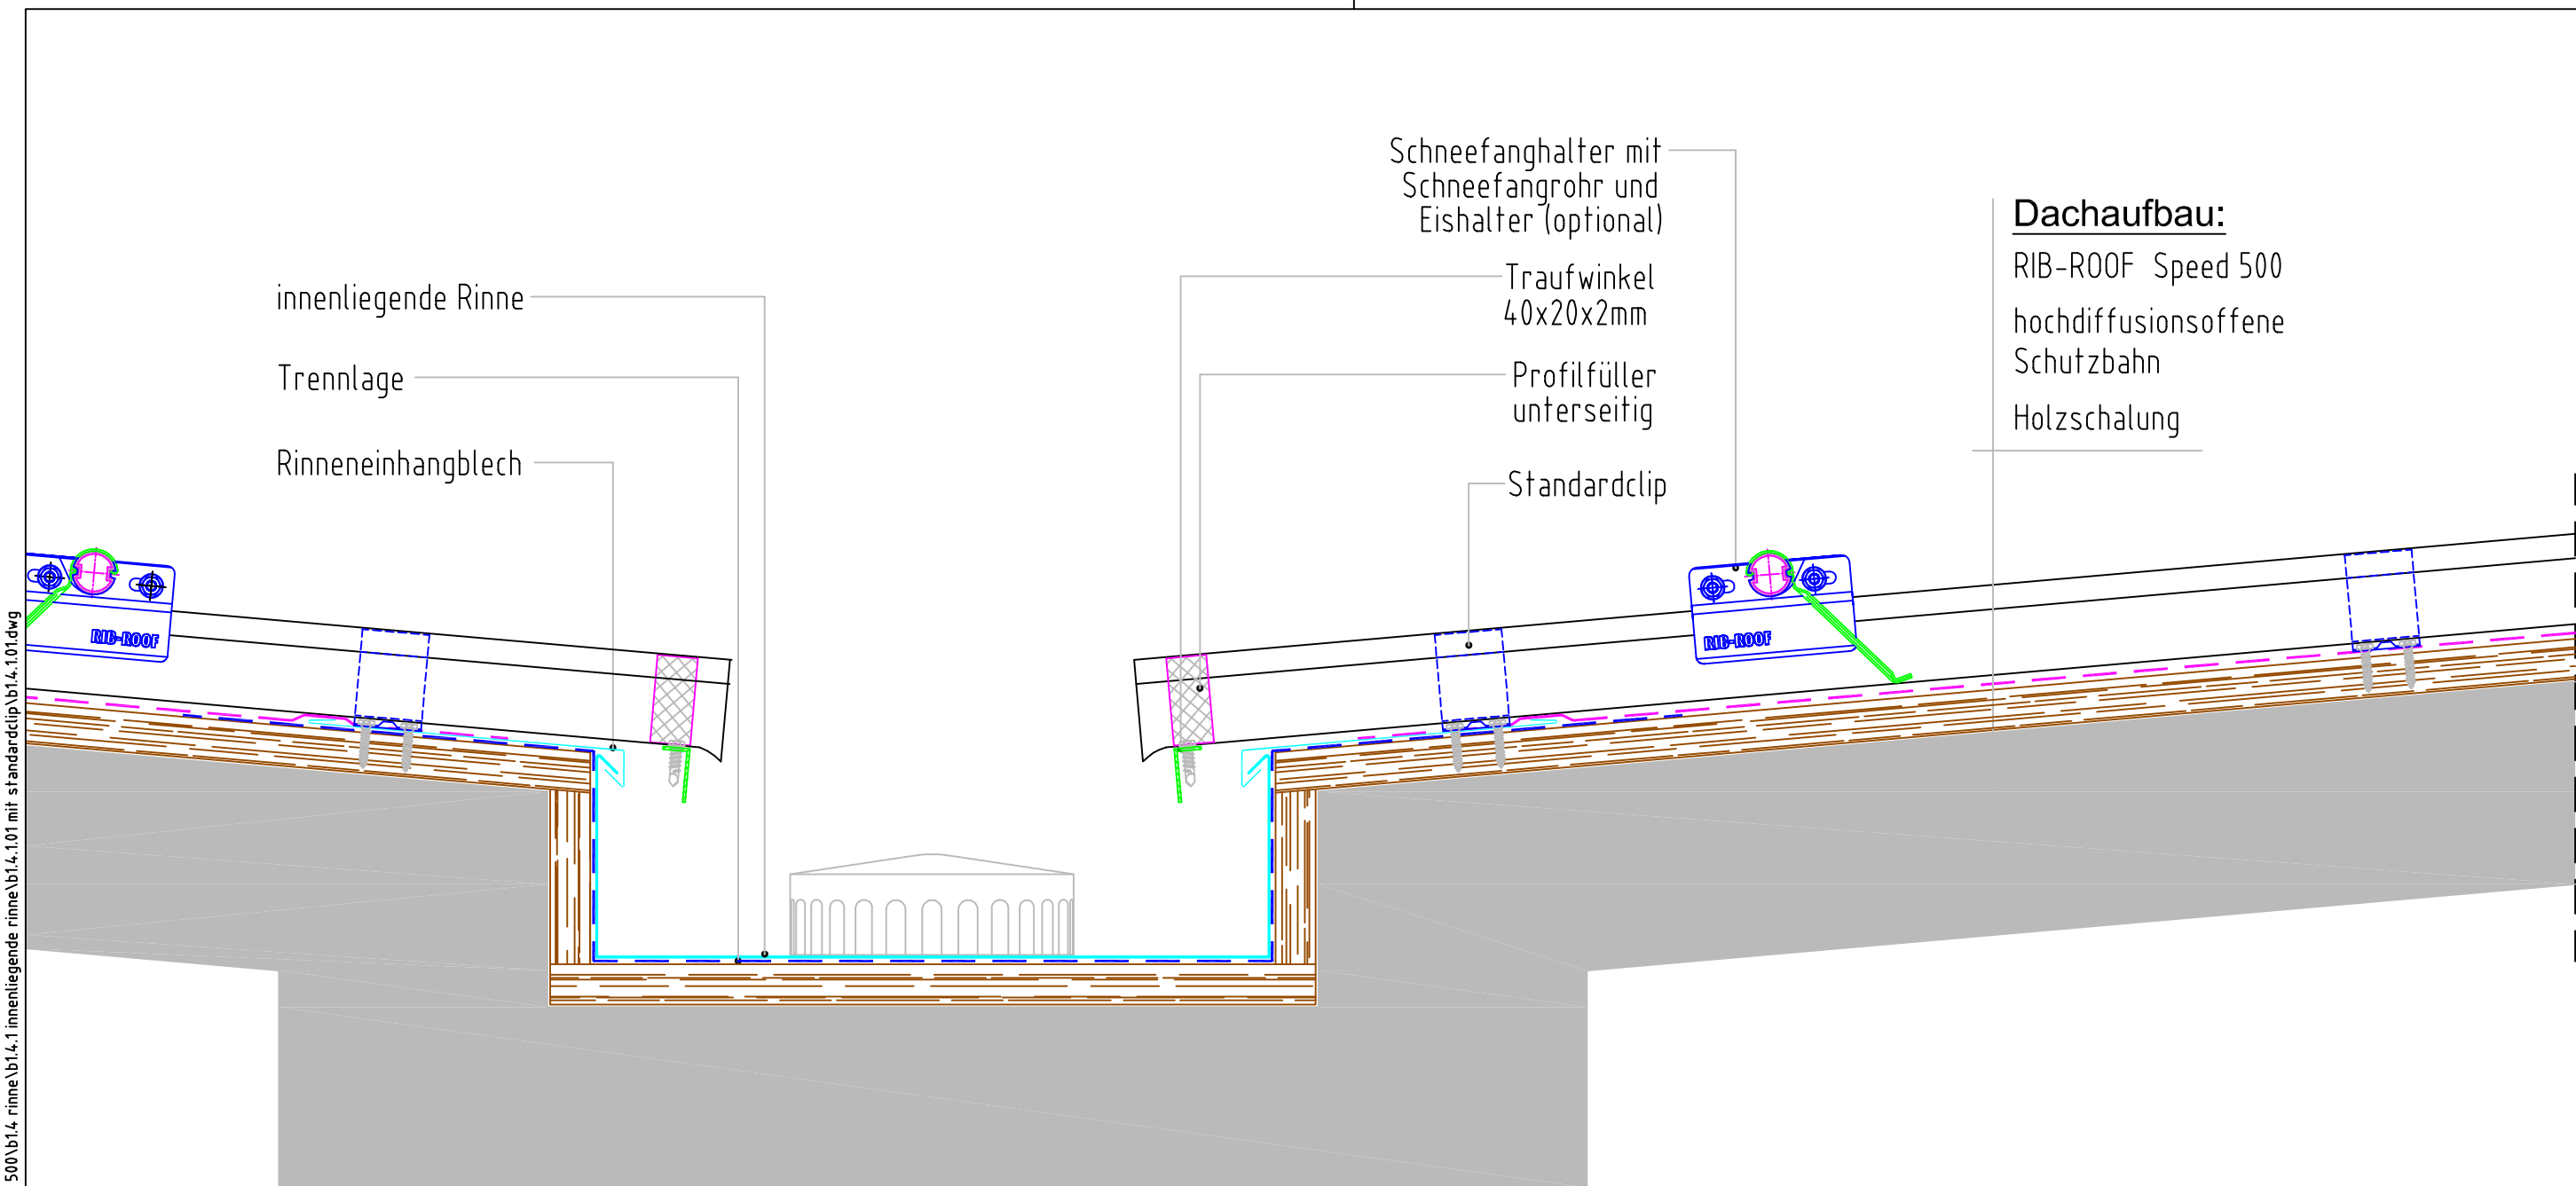 innenliegende Rinne
Trennlage
Rinneneinhangblech
Schneefanghalter mit
Schneefangrohr und
Eishalter (optional)
Traufwinkel
40x20x2mm
Profilfüller
unterseitig
Standardclip
Dachaufbau:
RIB-ROOF Speed 500
hochdiffusionsoffene
Schutzbahn
Holzschalung
RIB-ROOF
RIB-ROOF
500\b1.4 rinne\b1.4.1 innenliegende rinne\b1.4.1.01 mit standardclip\b1.4.1.01.dwg